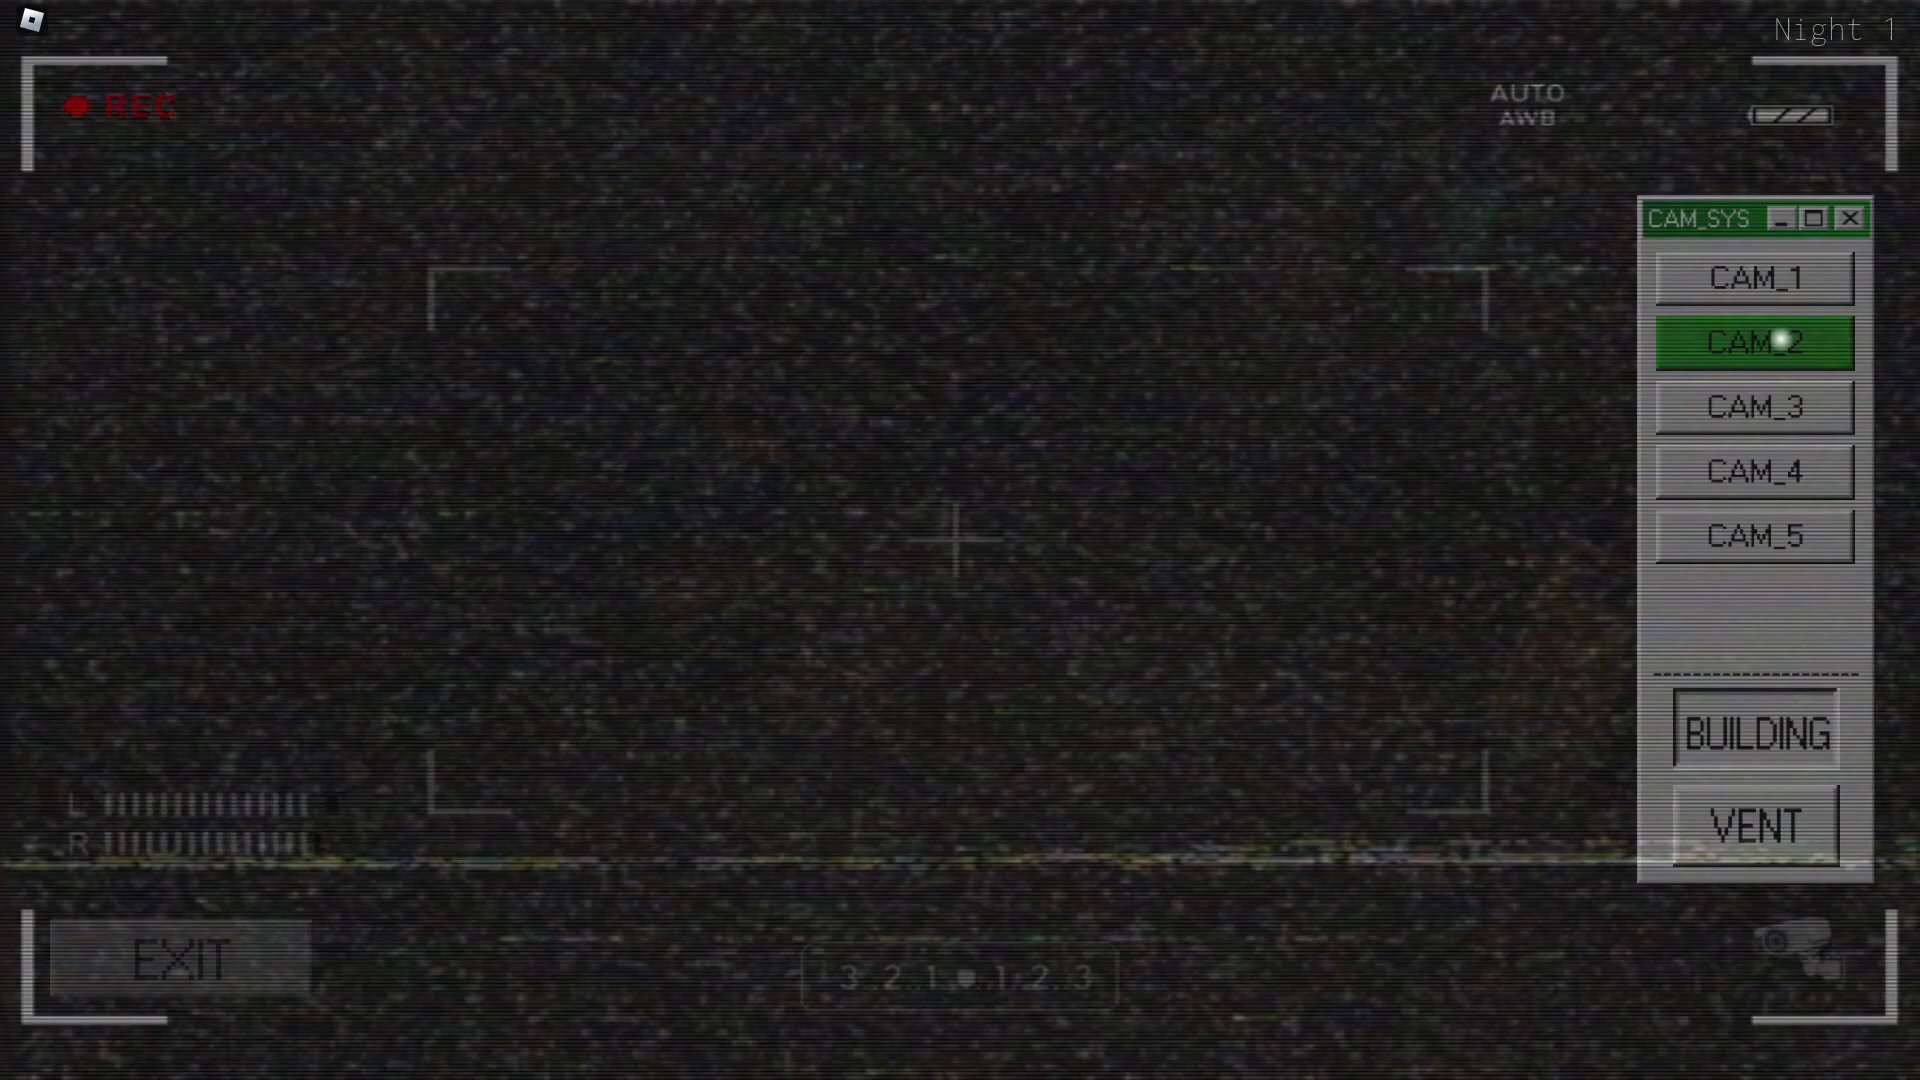 Night 1
REC
AUTO
AWB
CAM_SYS
CAM_1
CAM_2
CAM_3
CAM_4
CAM_5
BUILDING
VENT
L
R
EXIT
3..2..1.●.1..2..3